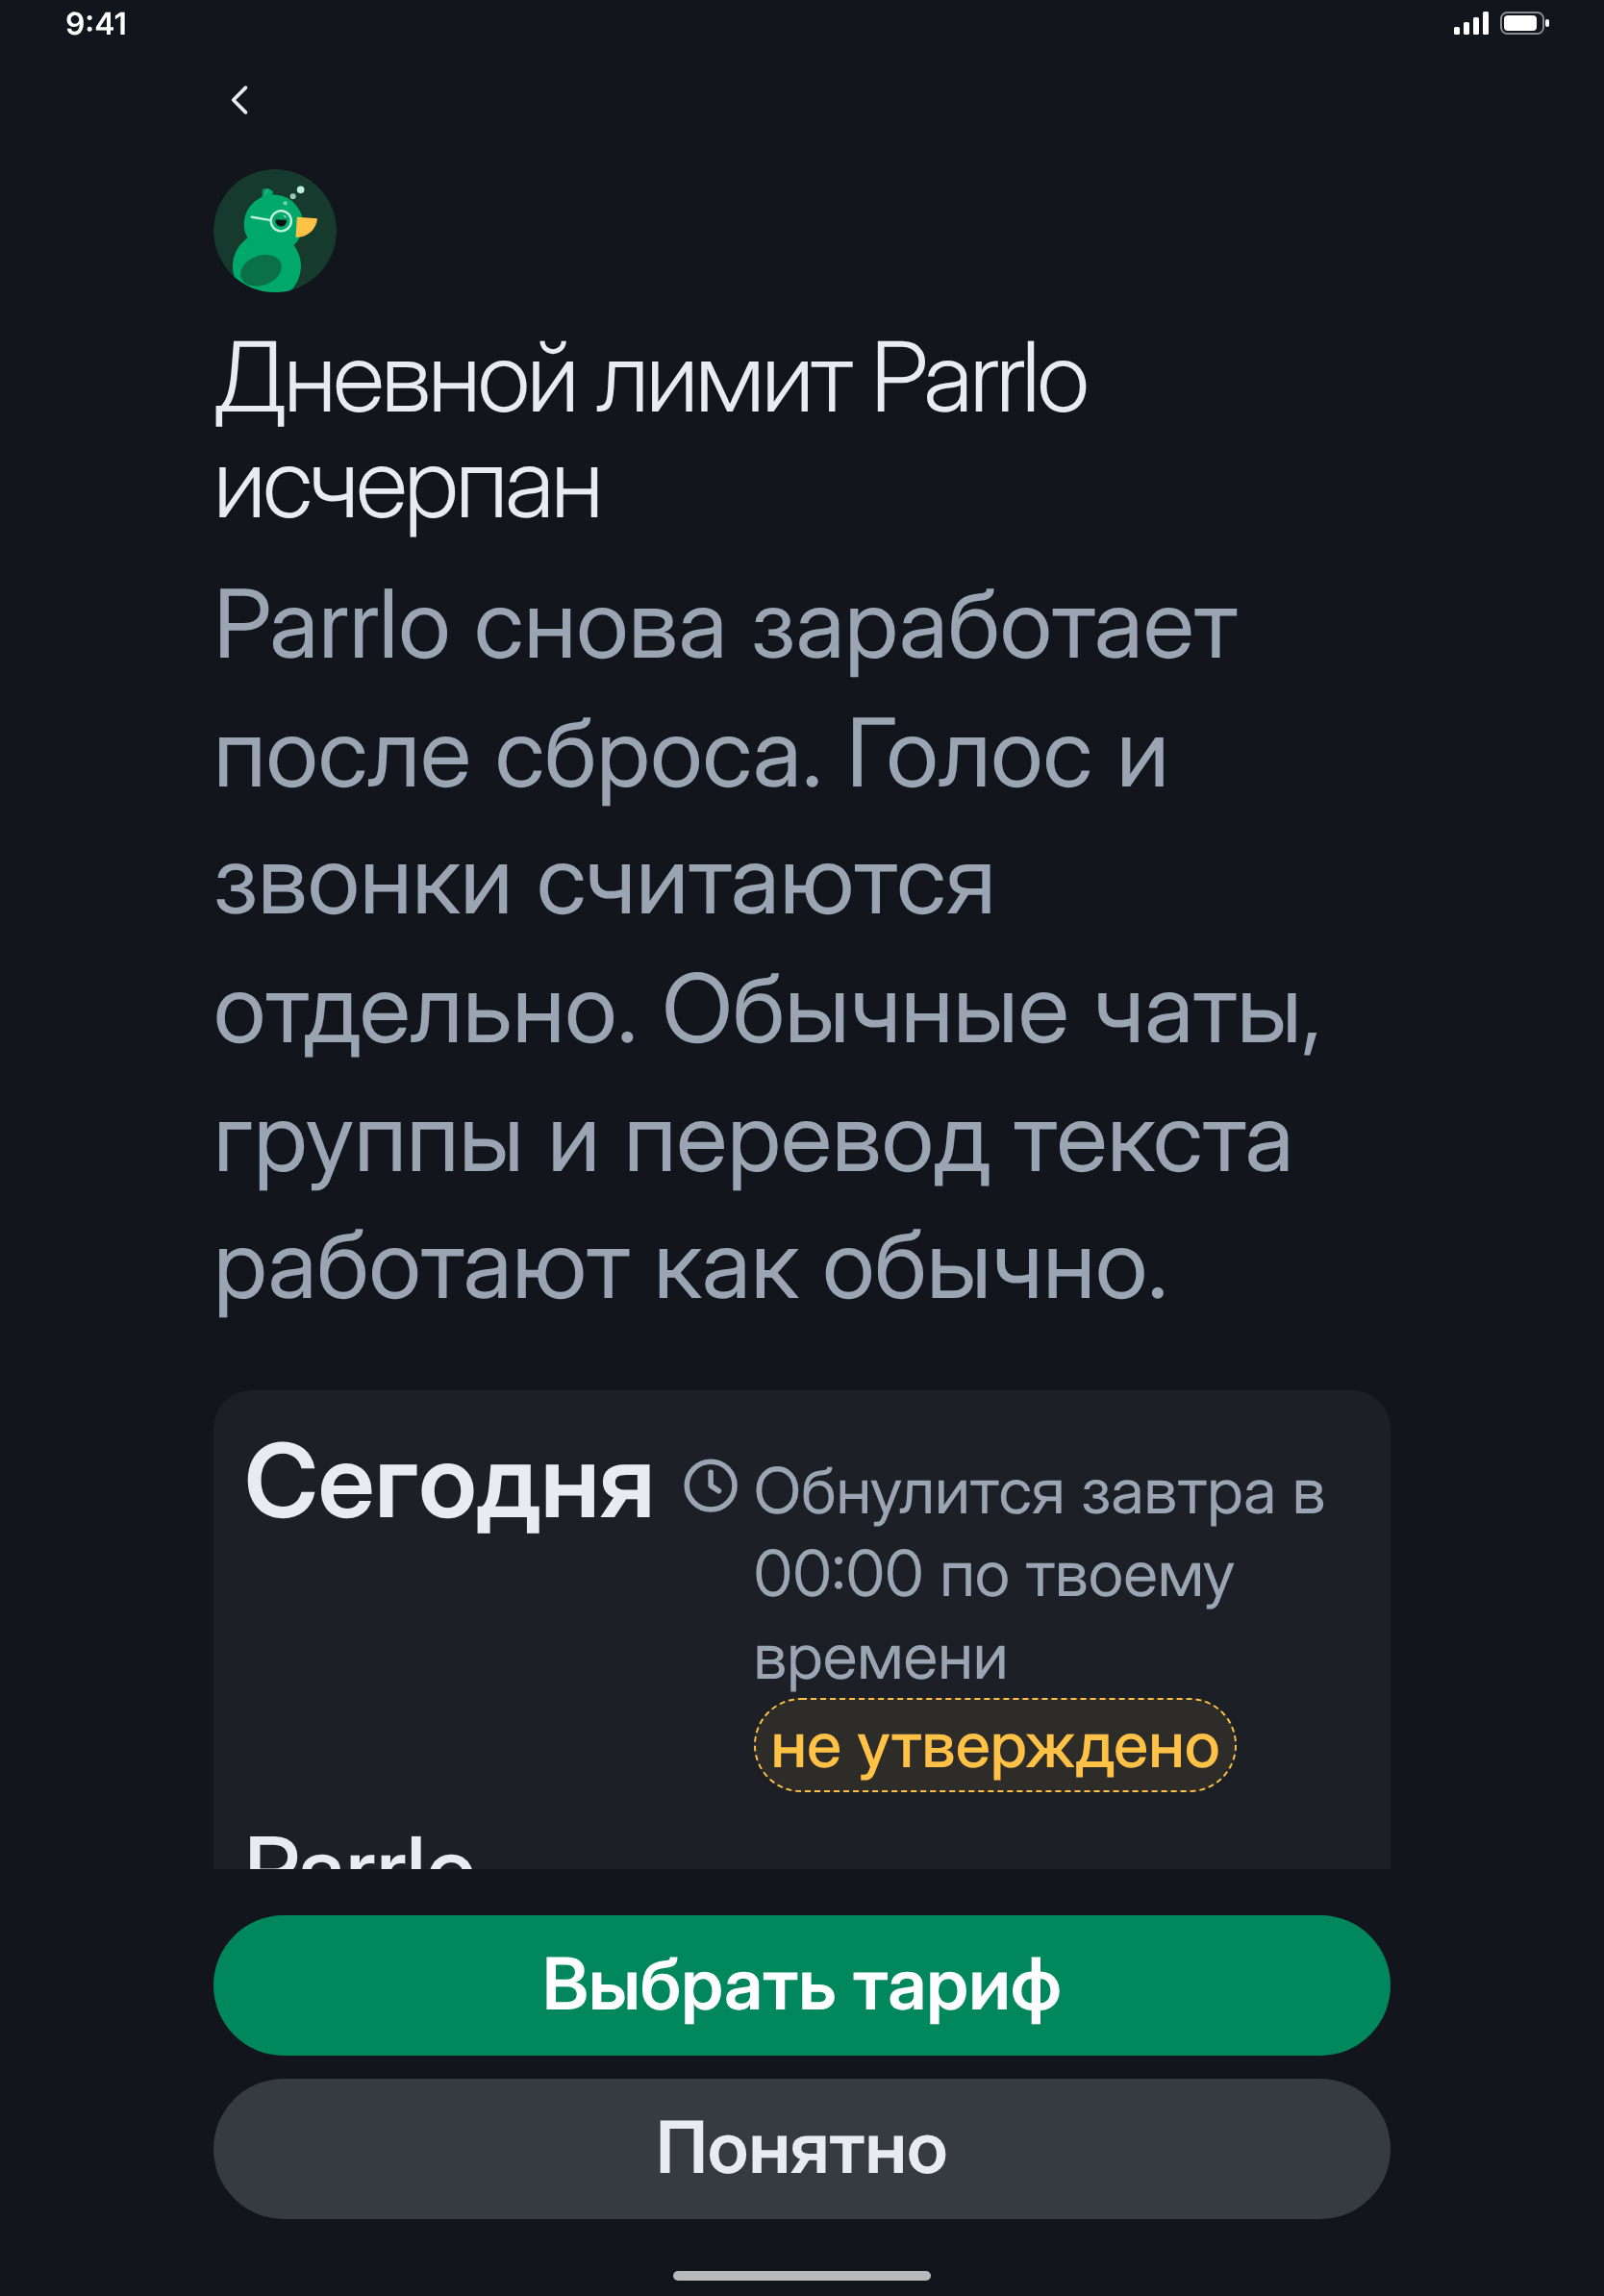 9:41
Дневной лимит Parrlo
исчерпан
Parrlo снова заработает
после сброса. Голос и
звонки считаются
отдельно. Обычные чаты,
группы и перевод текста
работают как обычно.
Сегодня
Обнулится завтра в
00:00 по твоему
времени
не утверждено
Parrlo
Выбрать тариф
Понятно